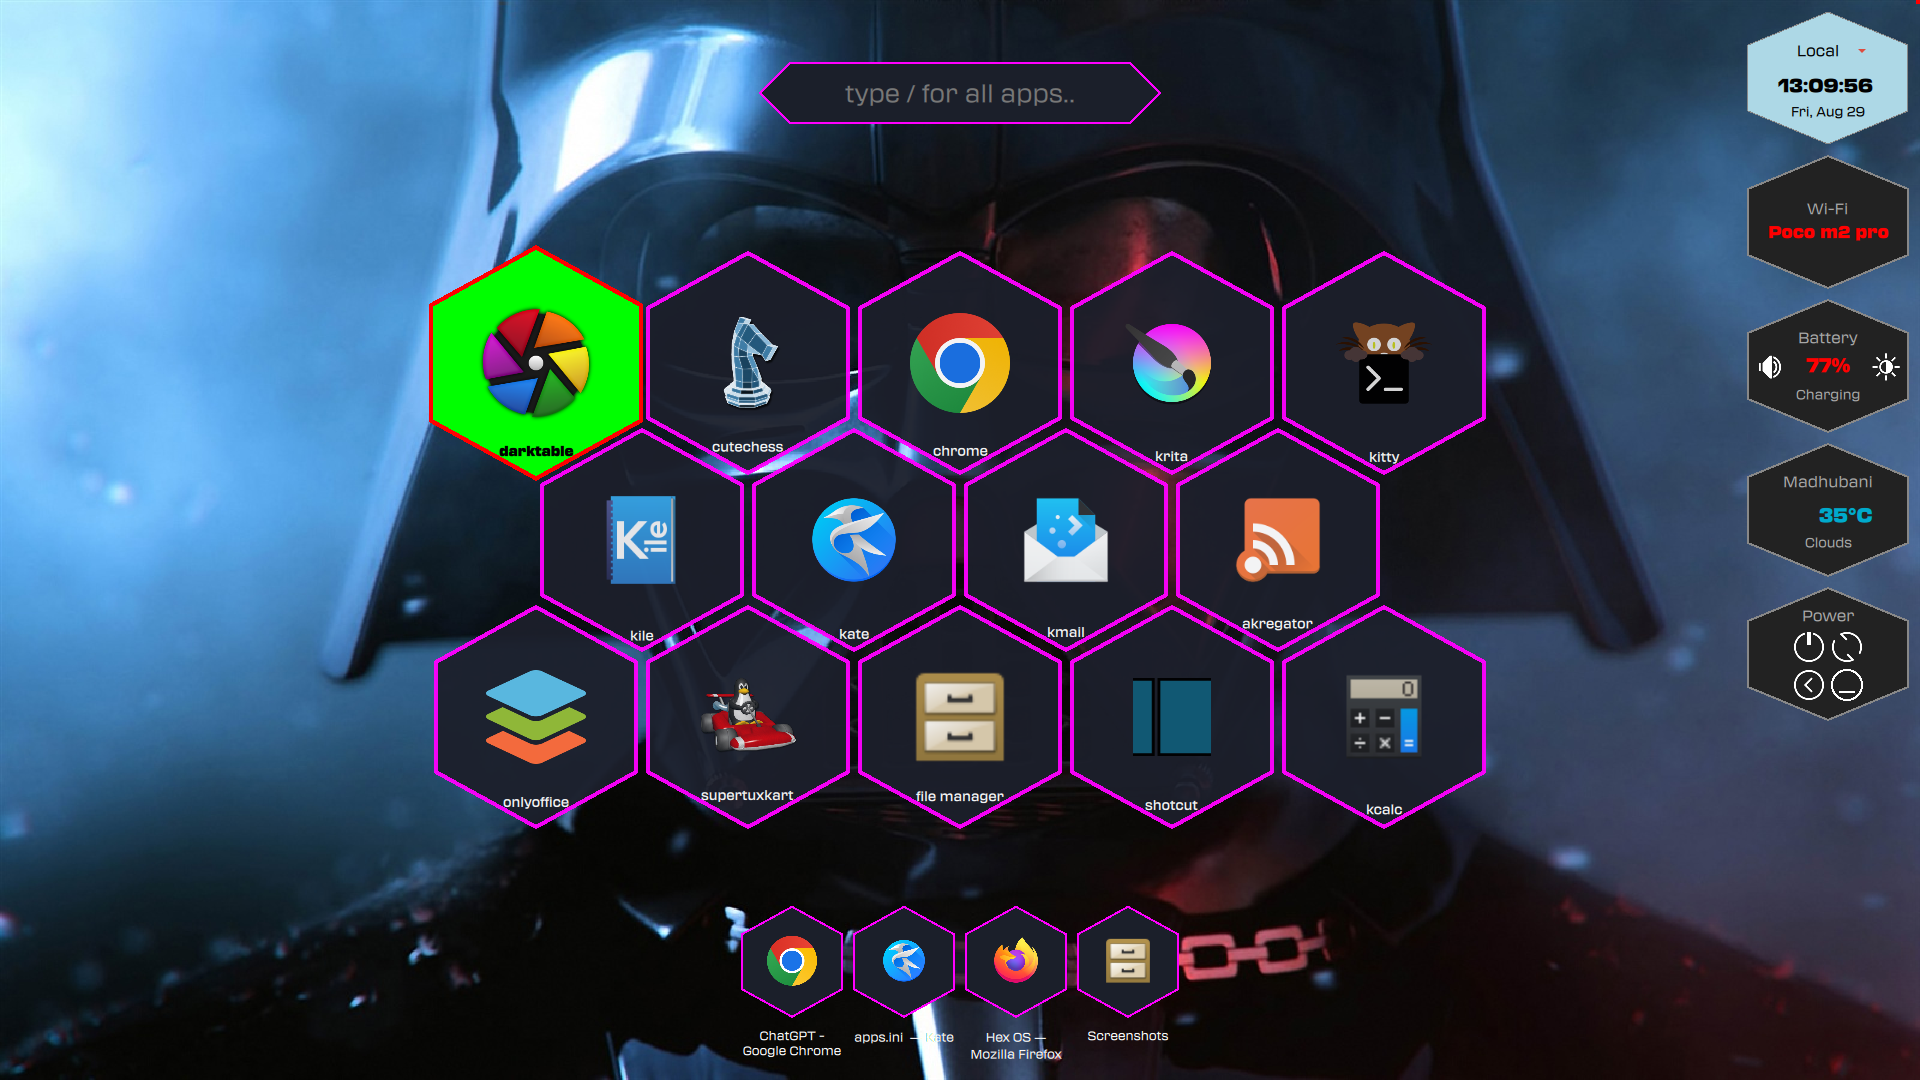 type / for all apps..
Local
13:09:56
Fri, Aug 29
Wi-Fi
Poco m2 pro
Battery
77%
Charging
Madhubani
35°C
Clouds
Power
darktable
cutechess
chrome
krita
kitty
>_
Kile
kile
kate
kmail
akregator
onlyoffice
supertuxkart
file manager
shotcut
0
+ −
÷ × =
kcalc
ChatGPT -
Google Chrome
apps.ini — Kate
Hex OS —
Mozilla Firefox
Screenshots